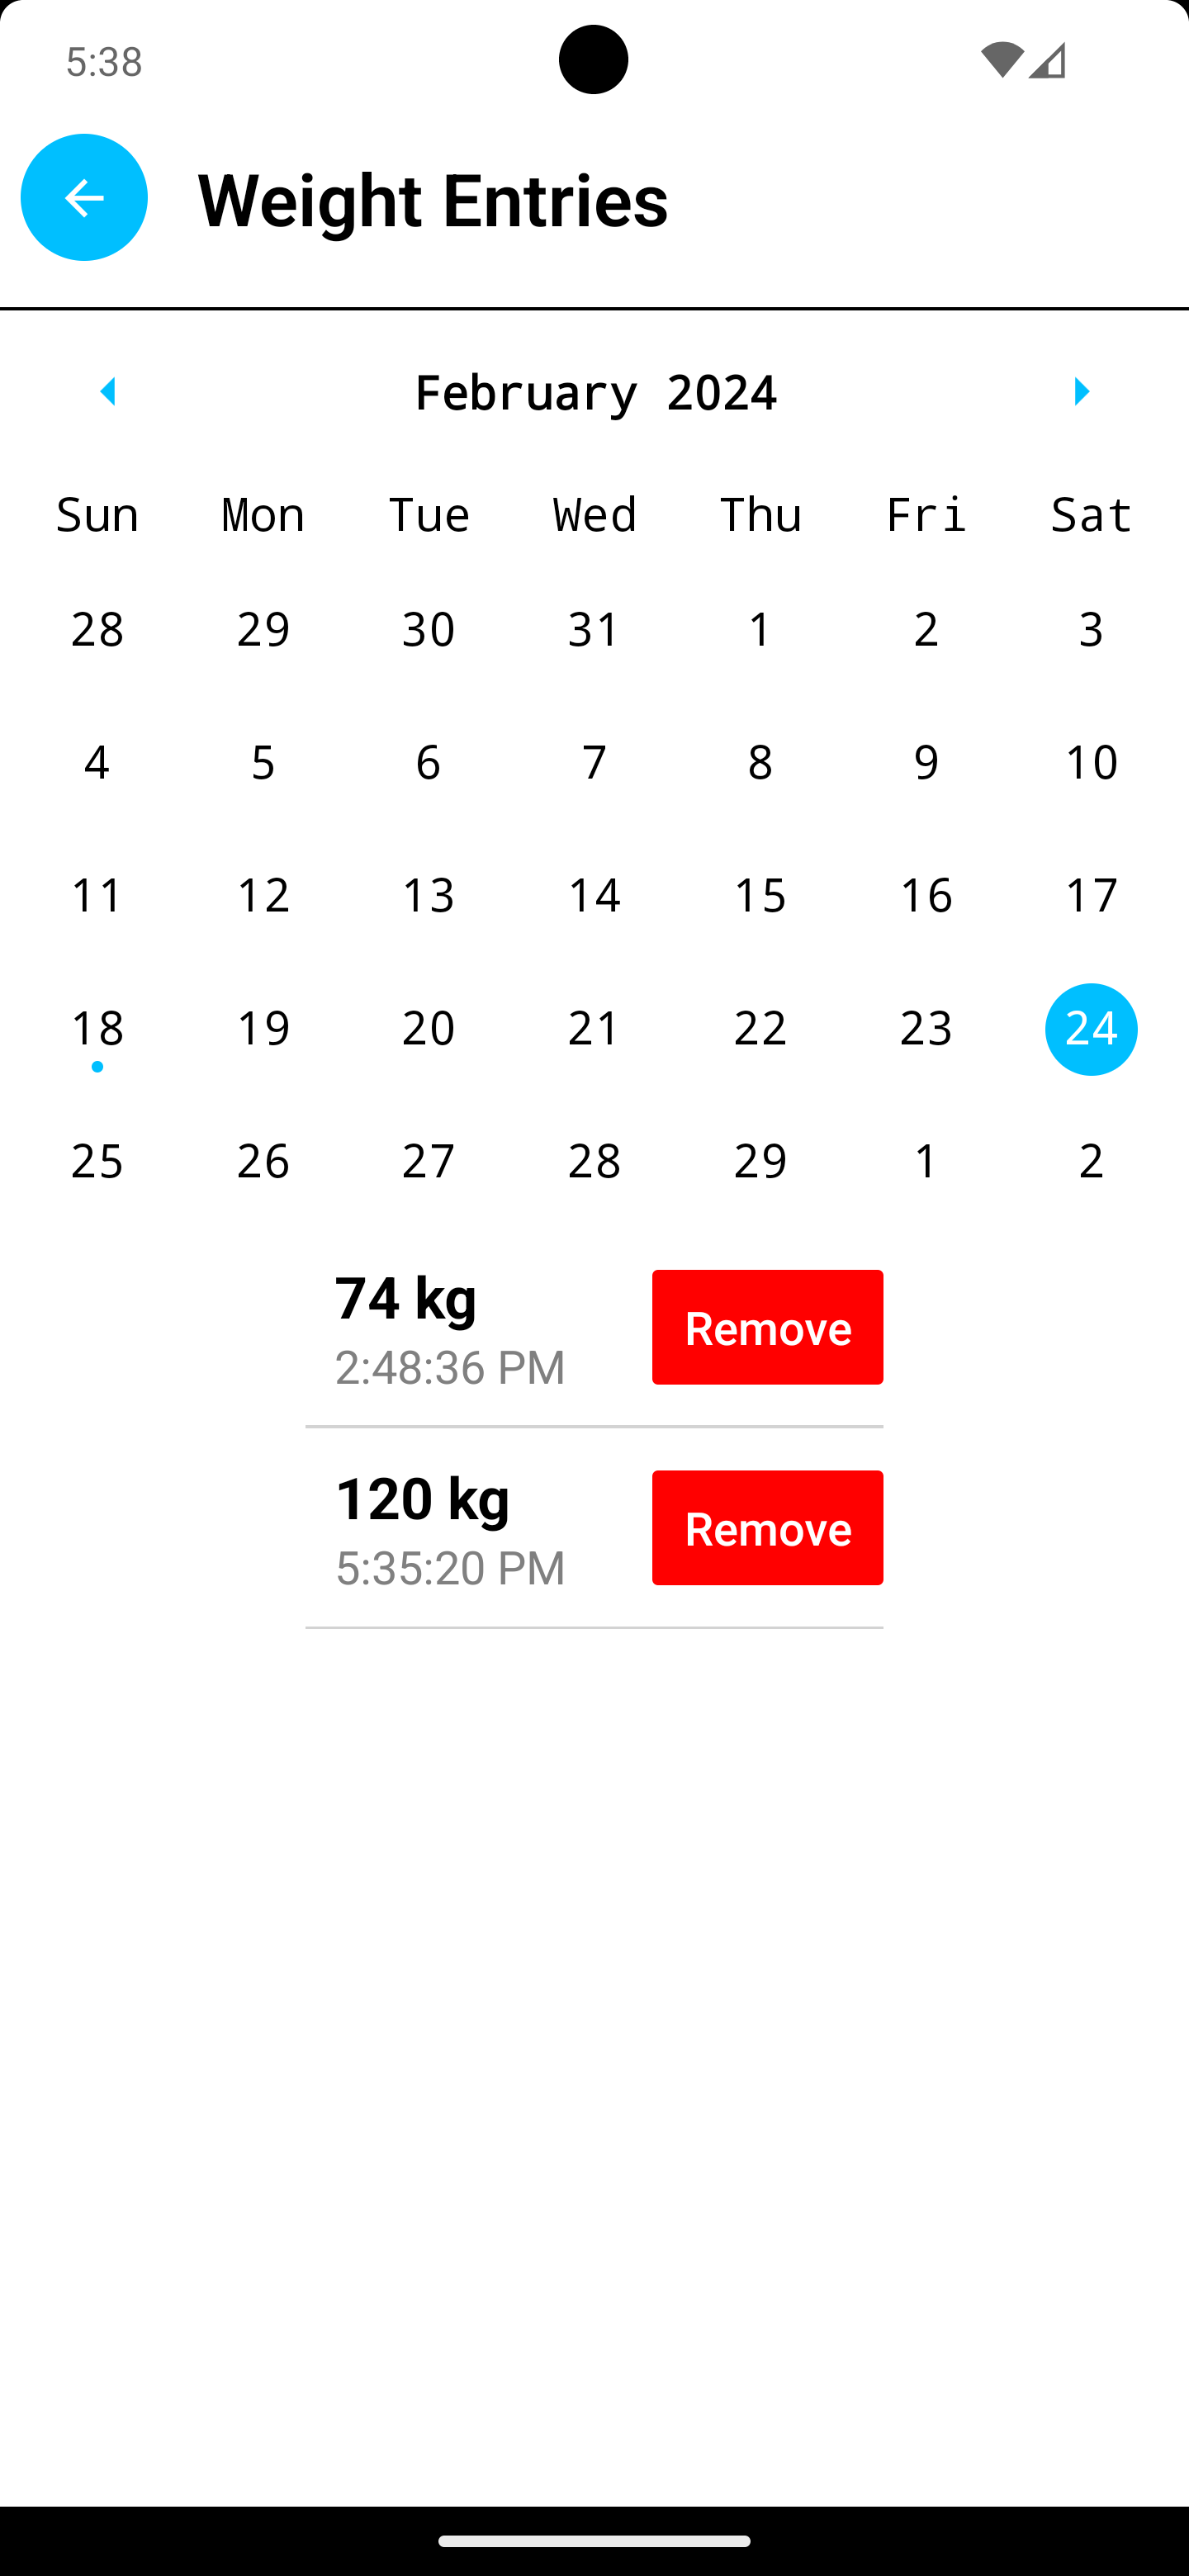 5:38
Weight Entries
February 2024
Sun Mon Tue Wed Thu Fri Sat
28 29 30 31 1 2 3
4 5 6 7 8 9 10
11 12 13 14 15 16 17
18 19 20 21 22 23 24
25 26 27 28 29 1 2
74 kg
Remove
2:48:36 PM
120 kg
Remove
5:35:20 PM